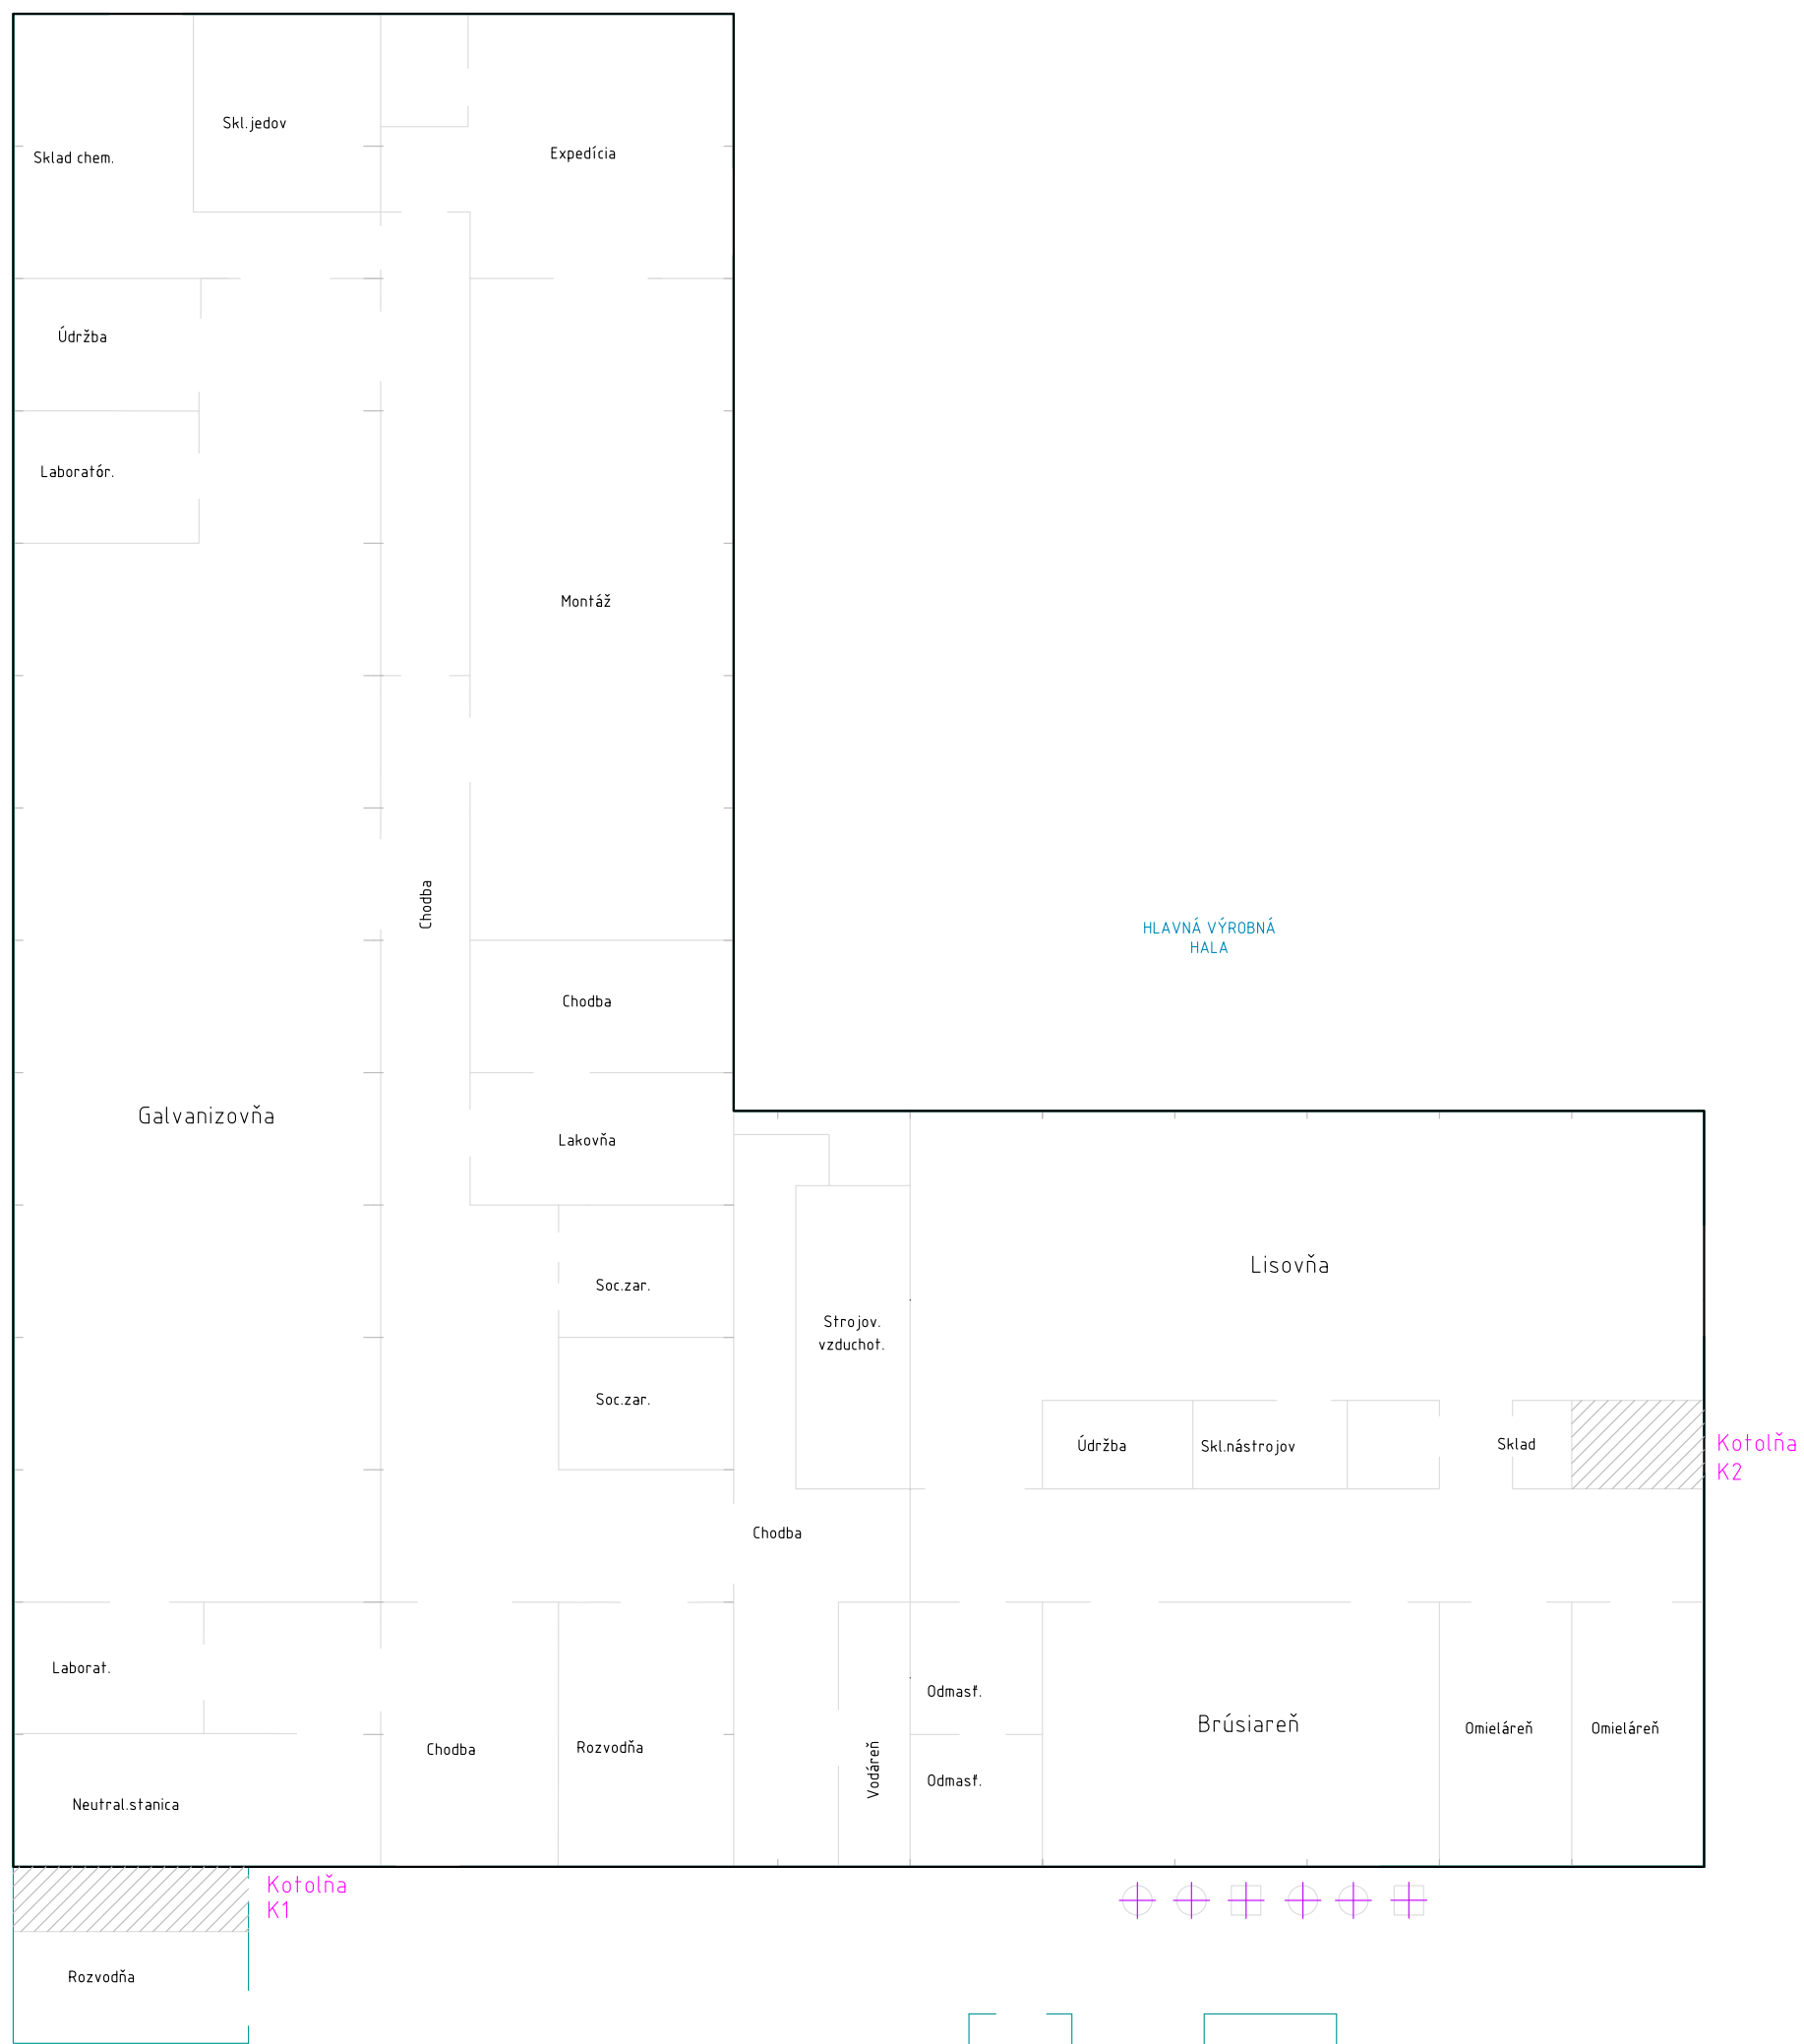 Skl.jedov
Expedícia
Sklad chem.
Údržba
Laboratór.
Montáž
Chodba
HLAVNÁ VÝROBNÁ
HALA
Chodba
Galvanizovňa
Lakovňa
Lisovňa
Soc.zar.
Strojov.
vzduchot.
Soc.zar.
Údržba
Skl.nástrojov
Sklad
Kotolňa
K2
Chodba
Laborat.
Odmasť.
Brúsiareň
Omieláreň
Omieláreň
Chodba
Rozvodňa
Vodáreň
Odmasť.
Neutral.stanica
Kotolňa
K1
Rozvodňa